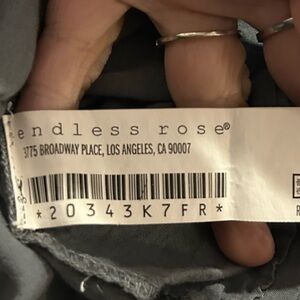 endless rose®
3775 BROADWAY PLACE, LOS ANGELES, CA 90007
*20343K7FR*